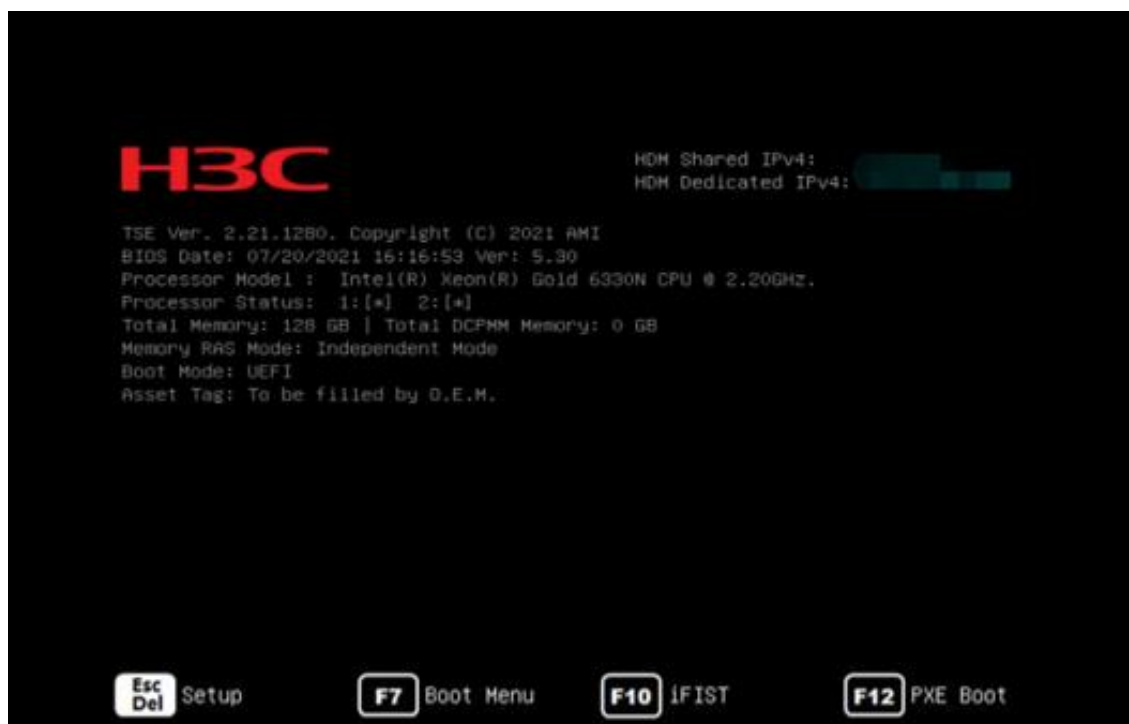 H3C
HDM Shared IPv4:
HDM Dedicated IPv4:
TSE Ver. 2.21.1280. Copyright (C) 2021 AMI
BIOS Date: 07/20/2021 16:16:53 Ver: 5.30
Processor Model : Intel(R) Xeon(R) Gold 6330N CPU @ 2.20GHz.
Processor Status: 1:[*] 2:[*]
Total Memory: 128 GB | Total DCPMM Memory: 0 GB
Memory RAS Mode: Independent Mode
Boot Mode: UEFI
Asset Tag: To be filled by O.E.M.
Esc Del Setup F7 Boot Menu F10 iFIST F12 PXE Boot